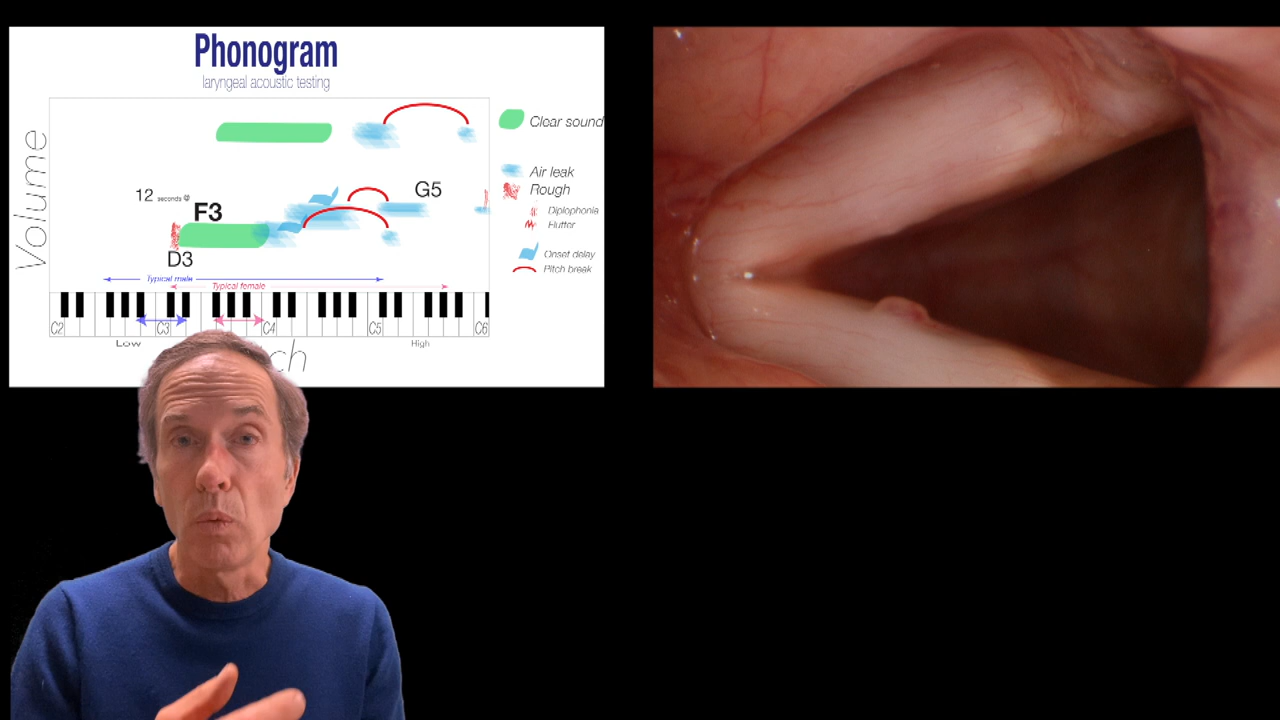 Phonogram
laryngeal acoustic testing
Volume
Clear sound
Air leak
Rough
Diplophonia
Flutter
Onset delay
Pitch break
12 seconds @
F3
G5
D3
Typical male
Typical female
C2
C3
C4
C5
C6
Low
High
ch